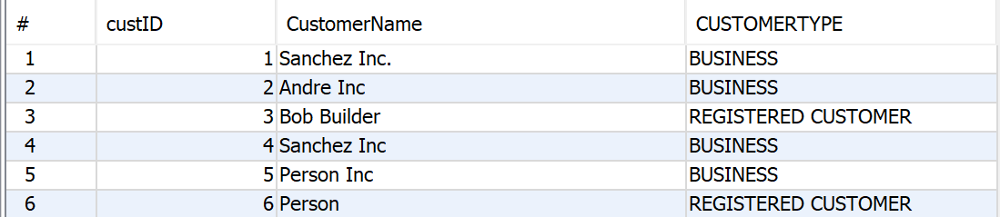 # custID CustomerName CUSTOMERTYPE
1 1 Sanchez Inc. BUSINESS
2 2 Andre Inc BUSINESS
3 3 Bob Builder REGISTERED CUSTOMER
4 4 Sanchez Inc BUSINESS
5 5 Person Inc BUSINESS
6 6 Person REGISTERED CUSTOMER